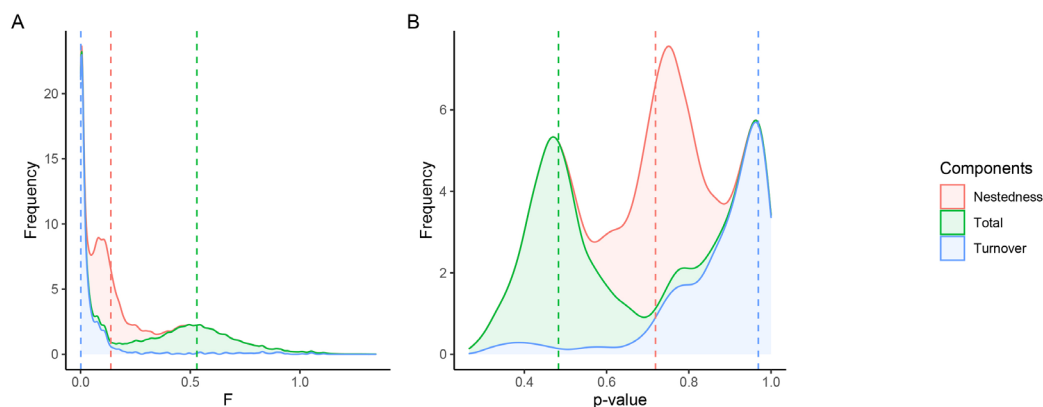 A
Frequency
20
15
10
5
0
0.0
0.5
1.0
F
B
Frequency
6
4
2
0
0.4
0.6
0.8
1.0
p-value
Components
Nestedness
Total
Turnover